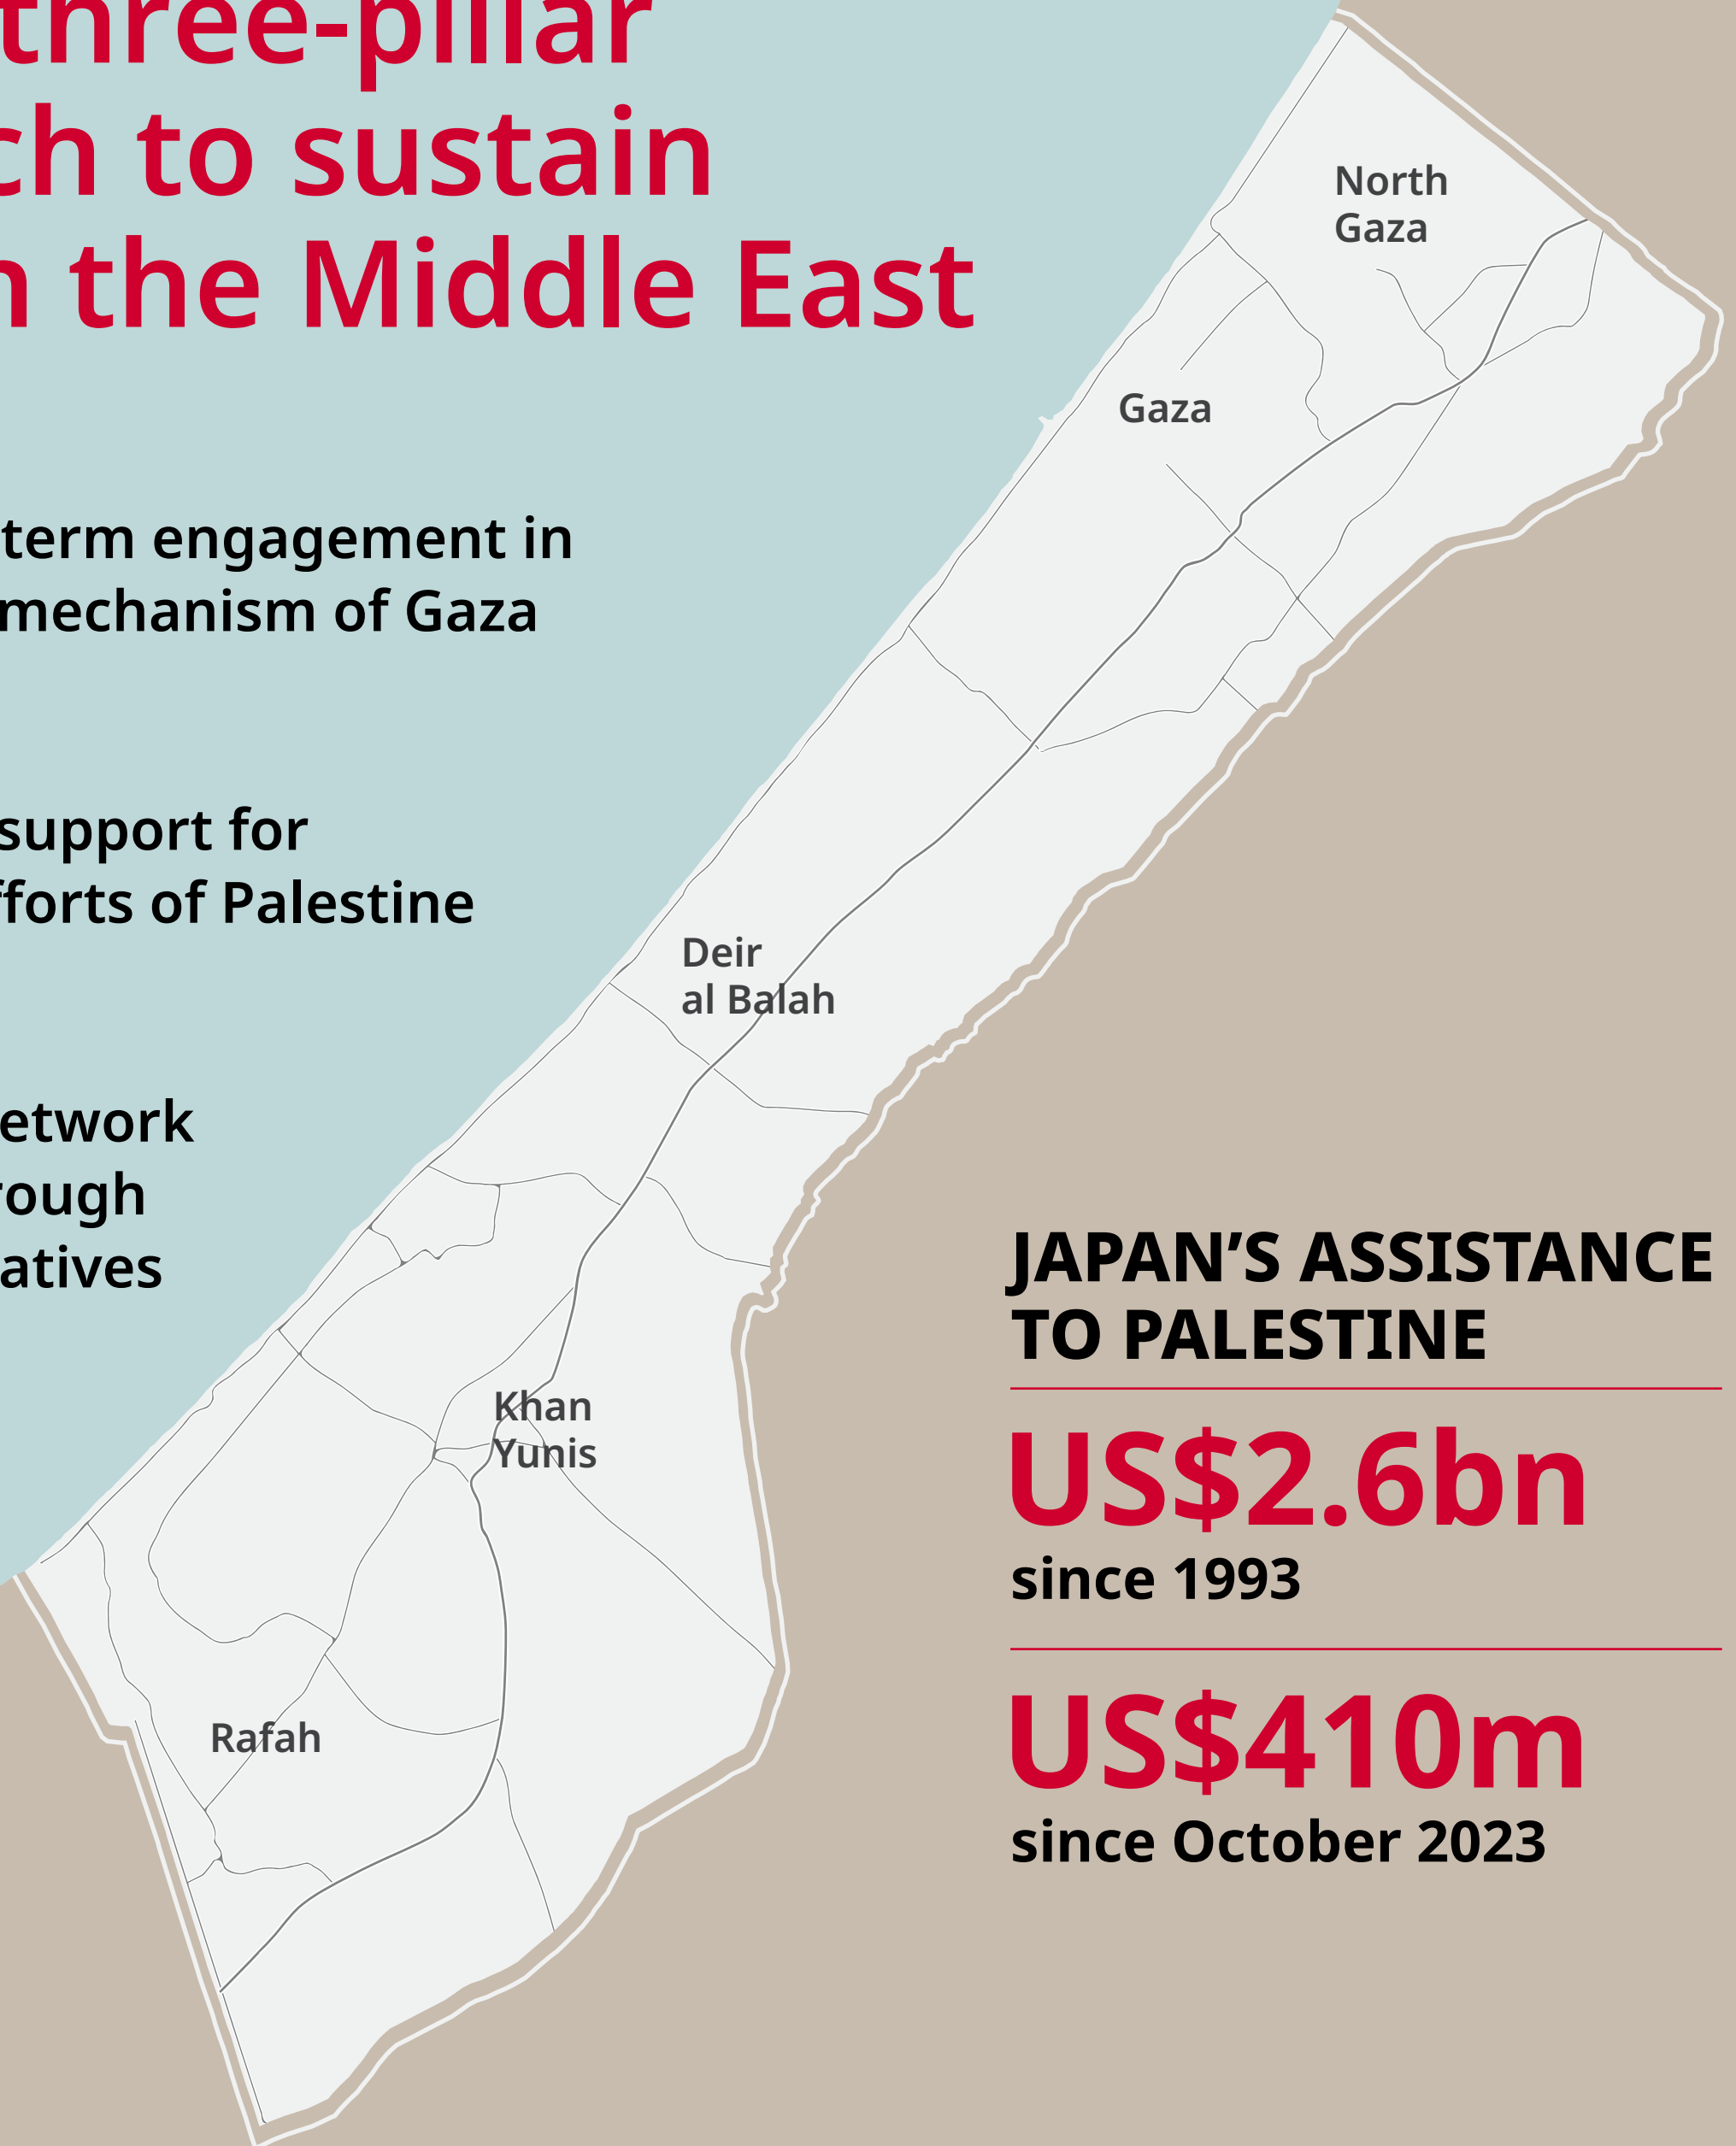 three-pillar
ch to sustain
n the Middle East
term engagement in
mechanism of Gaza
support for
fforts of Palestine
etwork
rough
atives
North
Gaza
Gaza
Deir
al Balah
Khan
Yunis
Rafah
JAPAN’S ASSISTANCE
TO PALESTINE
US$2.6bn
since 1993
US$410m
since October 2023